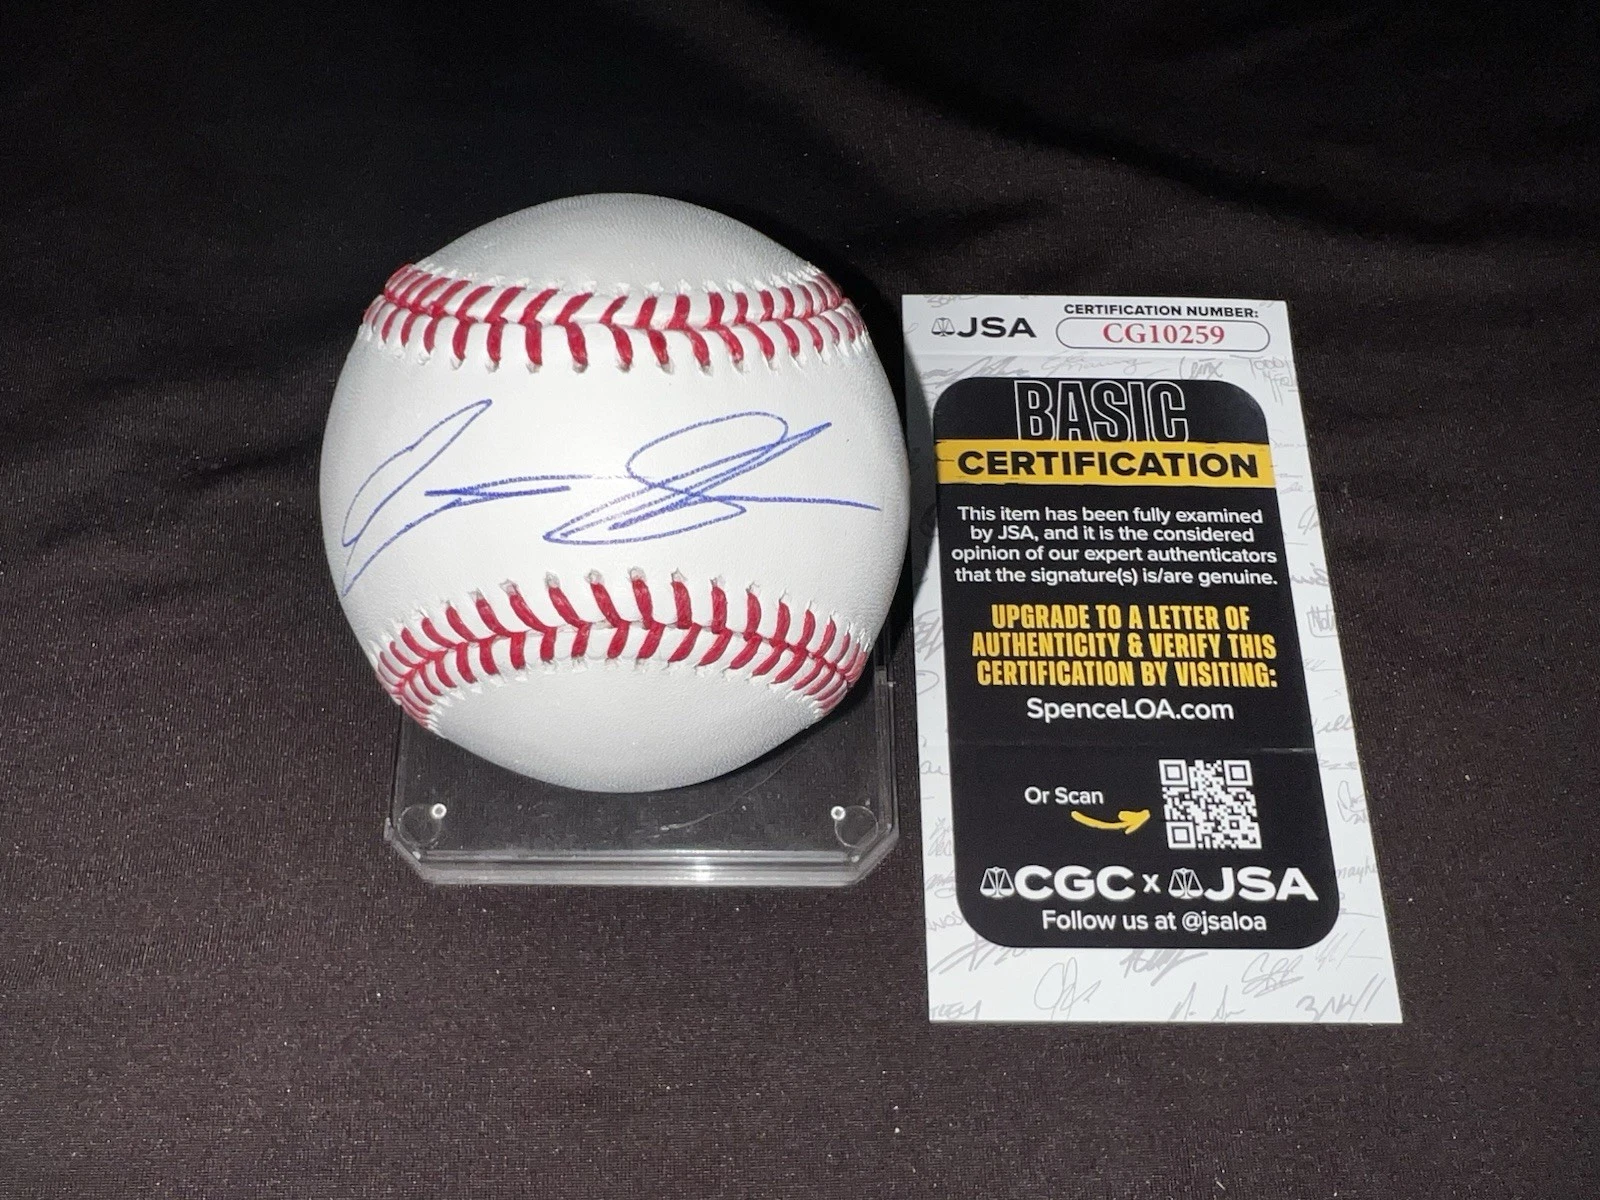 JSA
CERTIFICATION NUMBER:
CG10259
BASIC
CERTIFICATION
This item has been fully examined
by JSA, and it is the considered
opinion of our expert authenticators
that the signature(s) is/are genuine.
UPGRADE TO A LETTER OF
AUTHENTICITY & VERIFY THIS
CERTIFICATION BY VISITING:
SpenceLOA.com
Or Scan
CGC x JSA
Follow us at @jsaloa